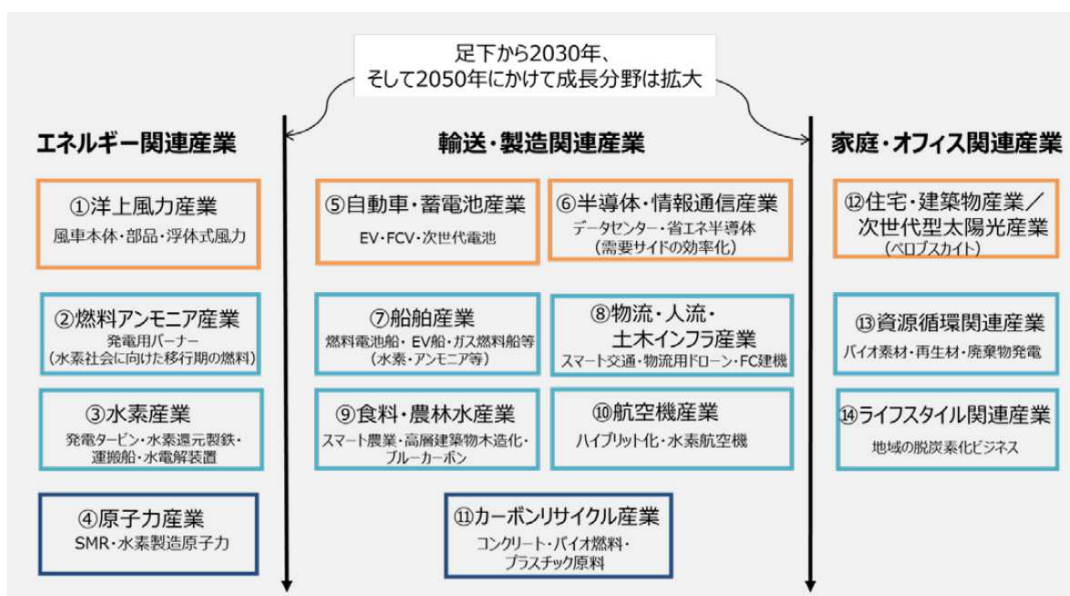 足下から2030年、
そして2050年にかけて成長分野は拡大
エネルギー関連産業
①洋上風力産業
風車本体・部品・浮体式風力
②燃料アンモニア産業
発電用バーナー
(水素社会に向けた移行期の燃料)
③水素産業
発電タービン・水素還元製鉄・
運搬船・水電解装置
④原子力産業
SMR・水素製造原子力
輸送・製造関連産業
⑤自動車・蓄電池産業
EV・FCV・次世代電池
⑥半導体・情報通信産業
データセンター・省エネ半導体
(需要サイドの効率化)
⑦船舶産業
燃料電池船・EV船・ガス燃料船等
(水素・アンモニア等)
⑧物流・人流・
土木インフラ産業
スマート交通・物流用ドローン・FC建機
⑨食料・農林水産業
スマート農業・高層建築物木造化・
ブルーカーボン
⑩航空機産業
ハイブリット化・水素航空機
⑪カーボンリサイクル産業
コンクリート・バイオ燃料・
プラスチック原料
家庭・オフィス関連産業
⑫住宅・建築物産業／
次世代型太陽光産業
(ペロブスカイト)
⑬資源循環関連産業
バイオ素材・再生材・廃棄物発電
⑭ライフスタイル関連産業
地域の脱炭素化ビジネス